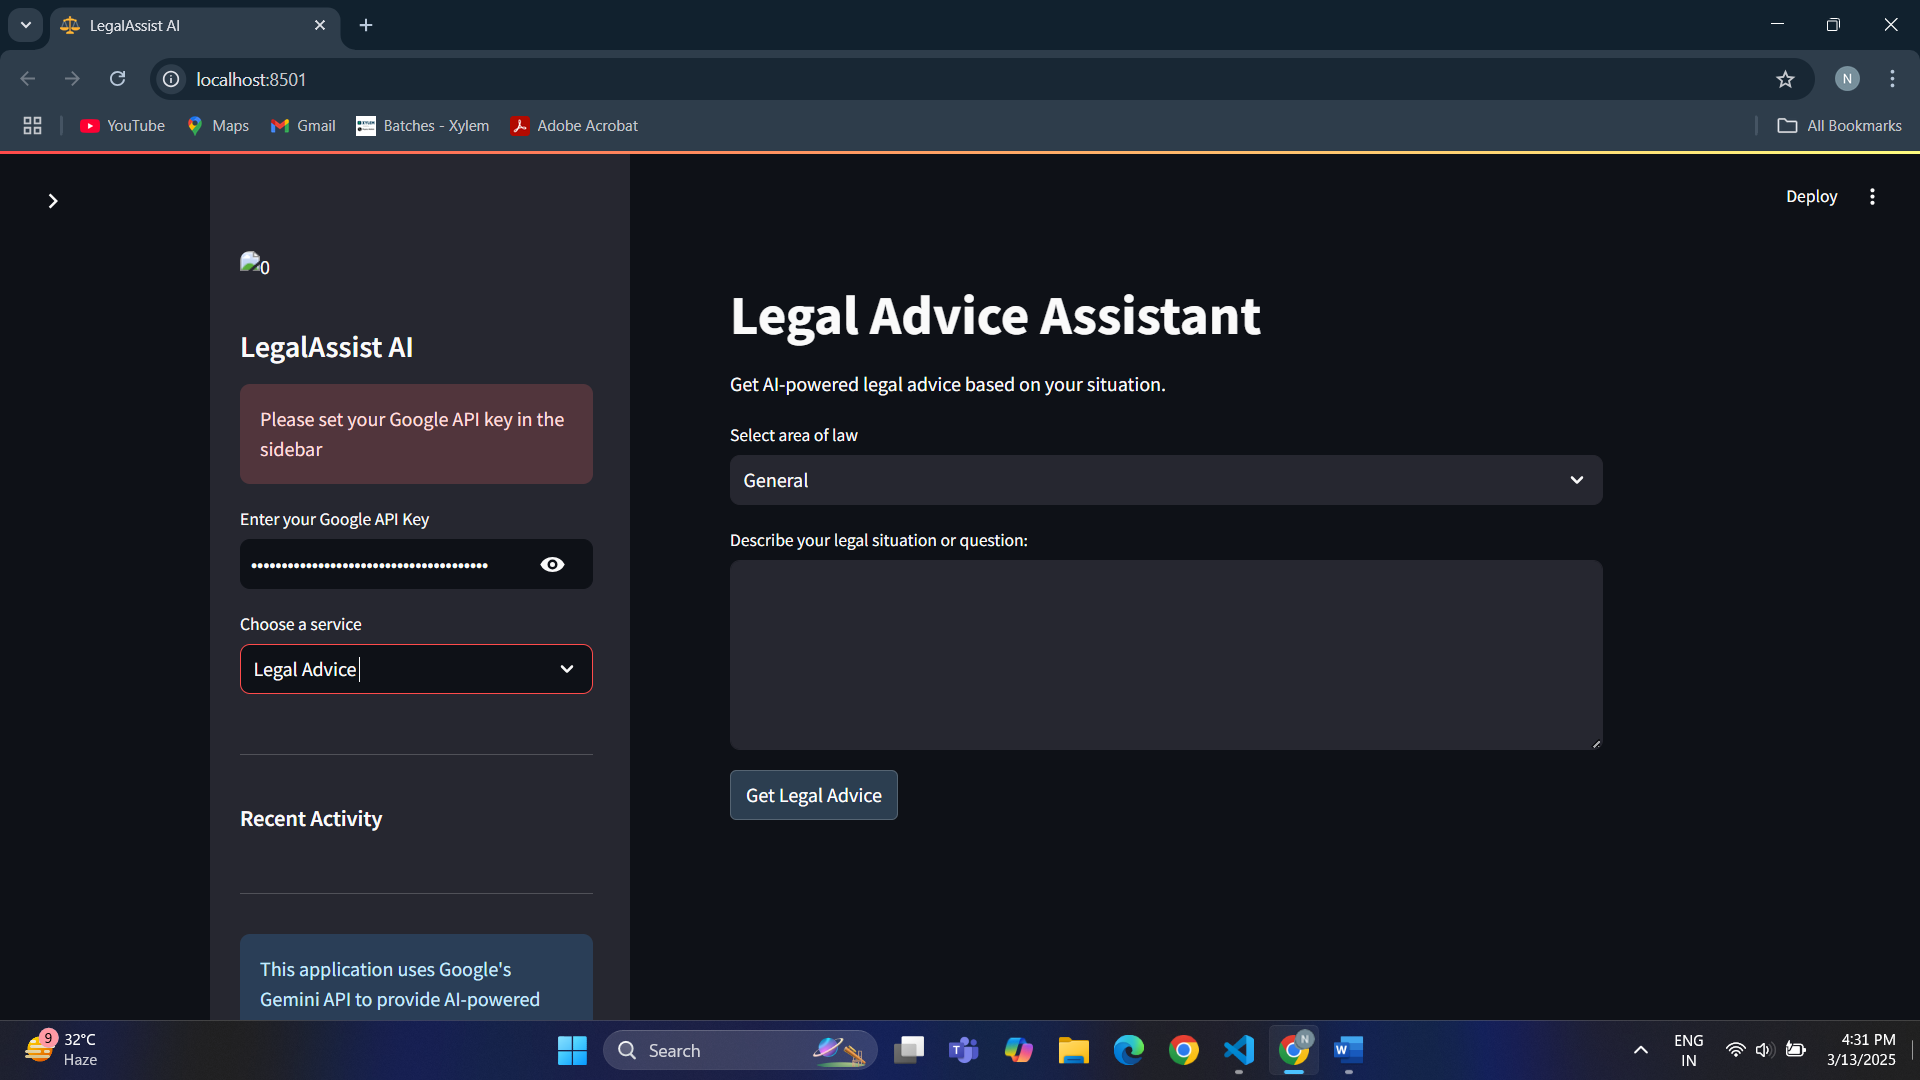 LegalAssist AI
localhost:8501
N
YouTube
Maps
Gmail
Batches - Xylem
Adobe Acrobat
All Bookmarks
Deploy
0
LegalAssist AI
Please set your Google API key in the
sidebar
Enter your Google API Key
••••••••••••••••••••••••••••••••••••••
Choose a service
Legal Advice
Recent Activity
This application uses Google's
Gemini API to provide AI-powered
Legal Advice Assistant
Get AI-powered legal advice based on your situation.
Select area of law
General
Describe your legal situation or question:
Get Legal Advice
9
32°C
Haze
Search
N
ENG
IN
4:31 PM
3/13/2025